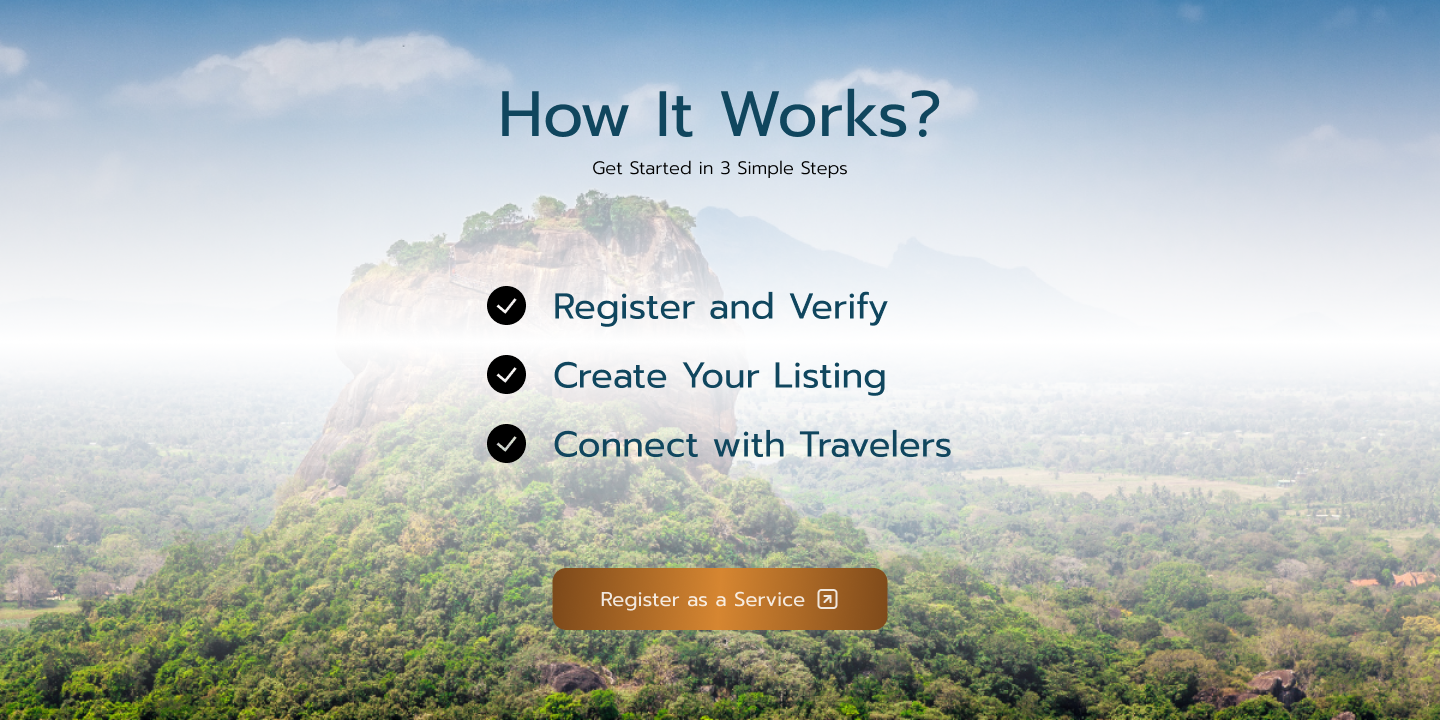 How It Works?
Get Started in 3 Simple Steps
Register and Verify
Create Your Listing
Connect with Travelers
Register as a Service